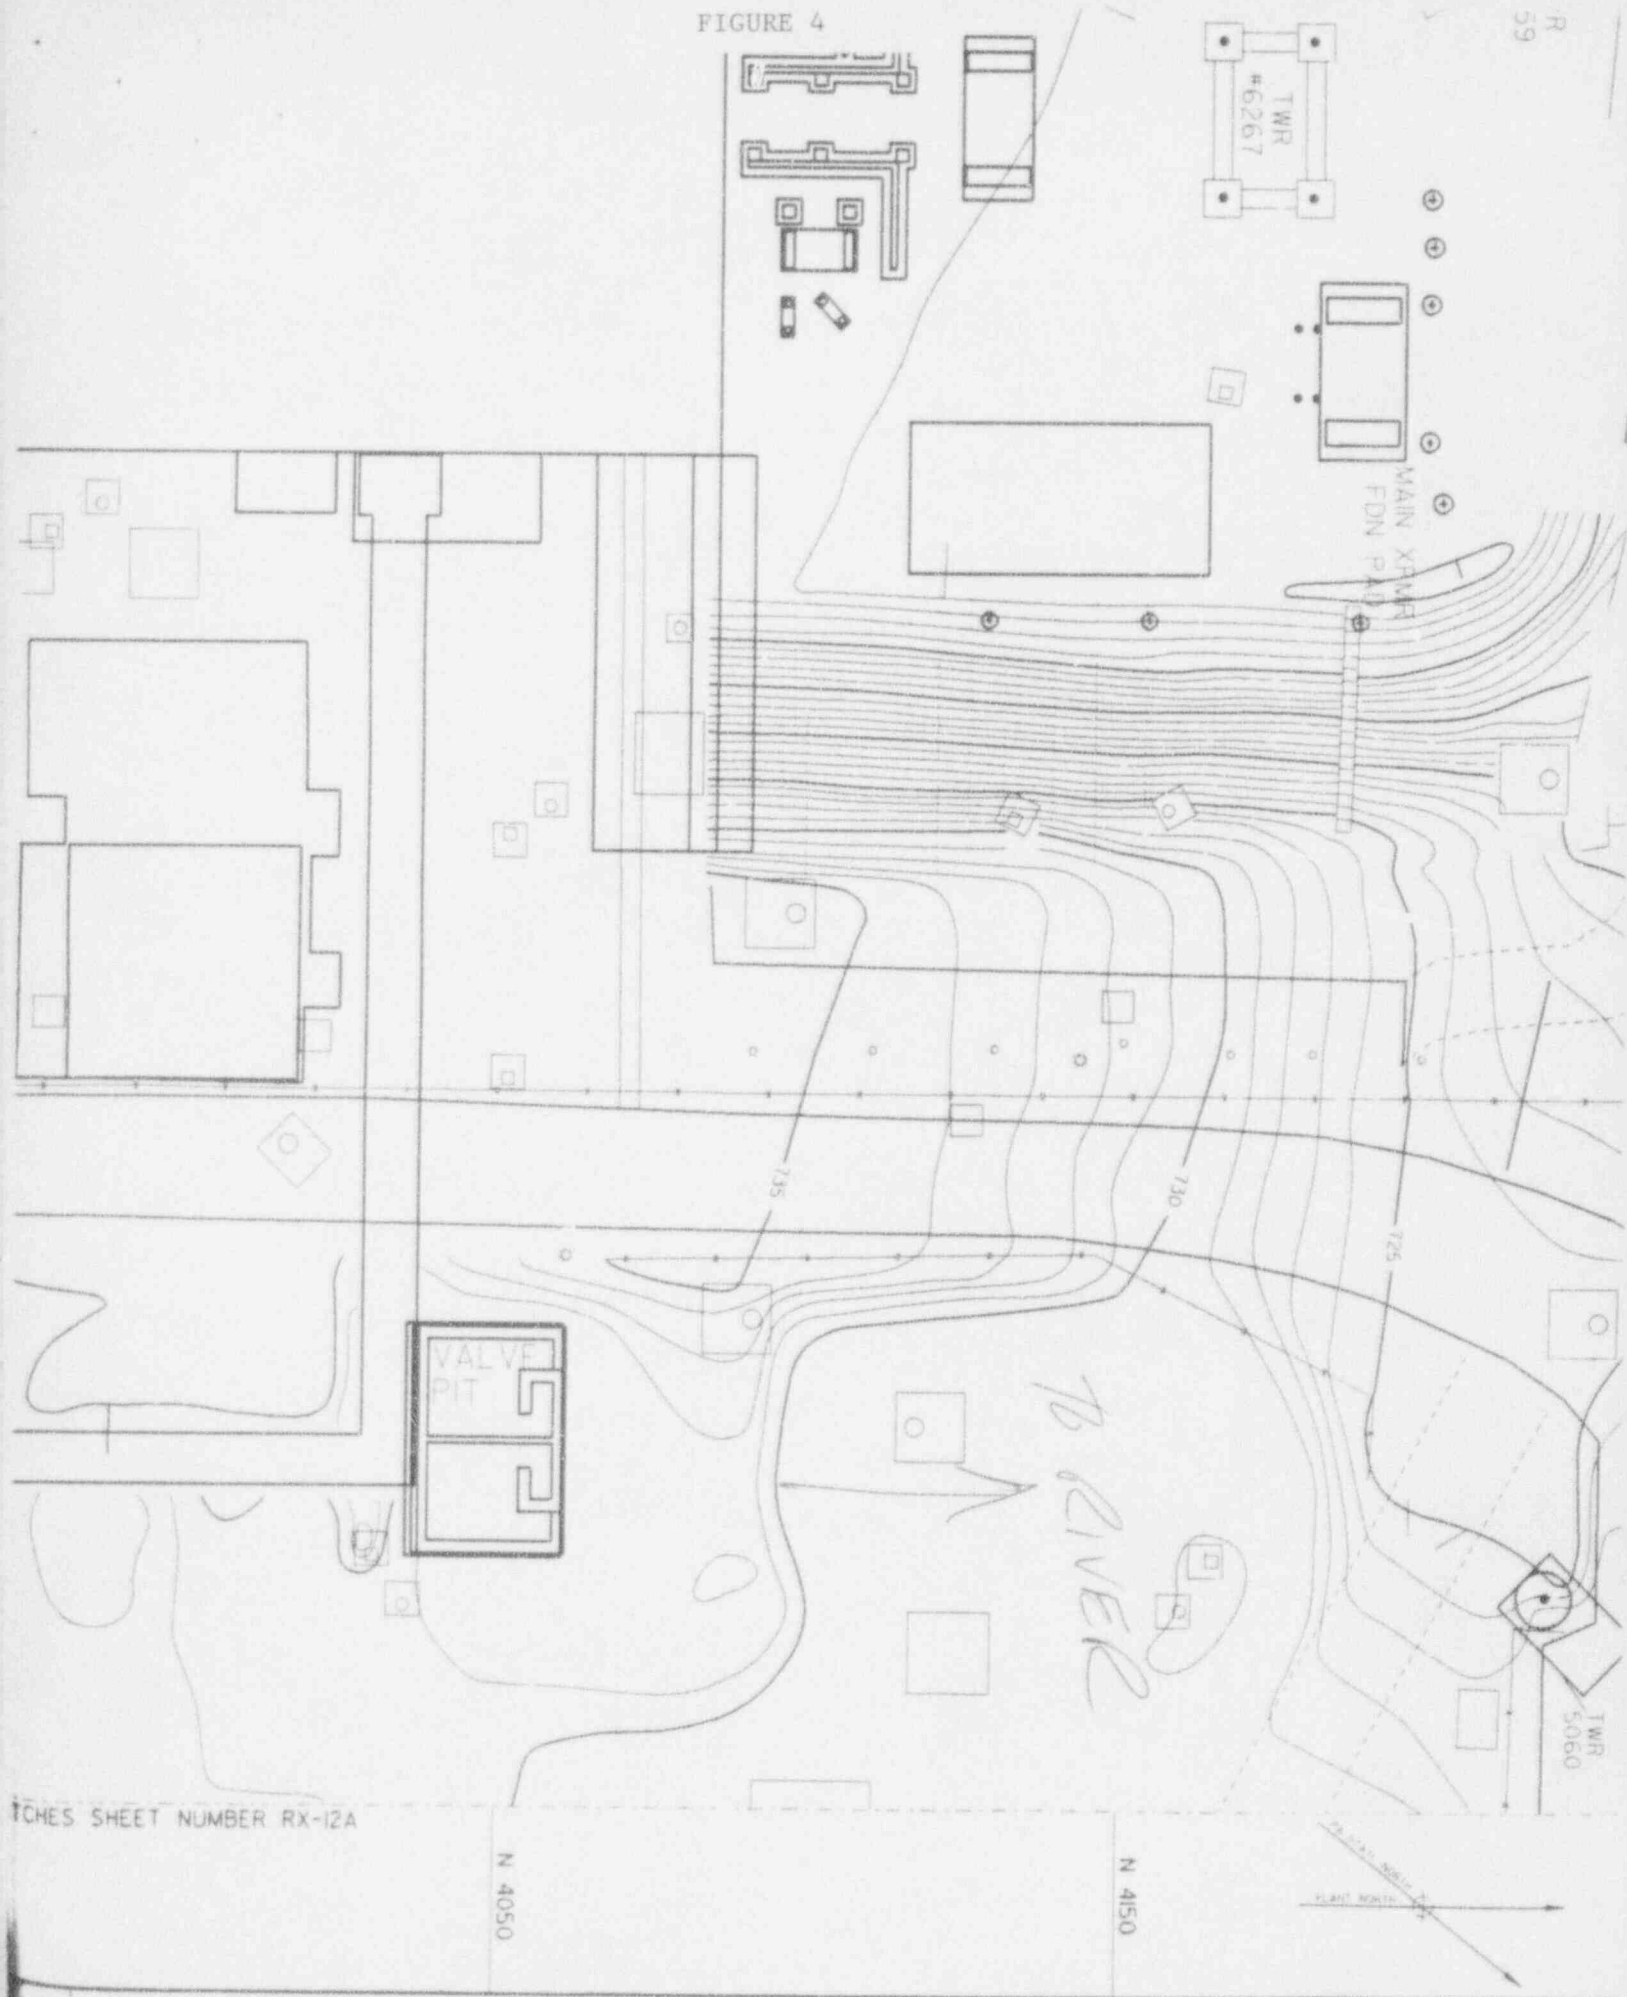 FIGURE 4
R
59
TWR
#6267
MAIN XFMR
FDN PAD
735
730
725
VALVE
PIT
TO RIVER
TWR
5060
TCHES SHEET NUMBER RX-12A
N 4050
N 4150
PLANT NORTH